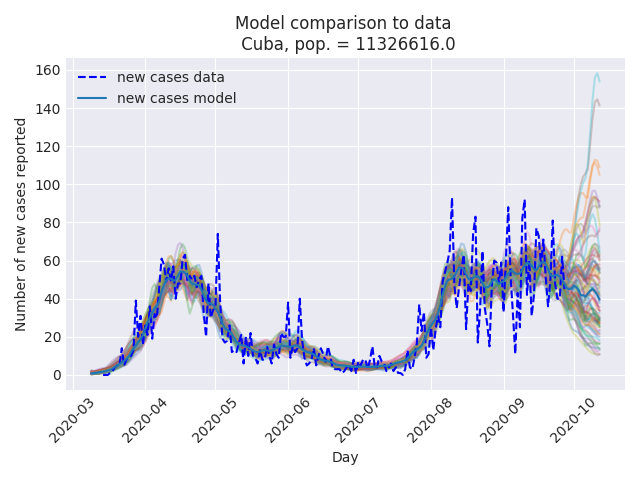 Model comparison to data
Cuba, pop. = 11326616.0
new cases data
new cases model
Number of new cases reported
160
140
120
100
80
60
40
20
0
2020-03
2020-04
2020-05
2020-06
2020-07
2020-08
2020-09
2020-10
Day